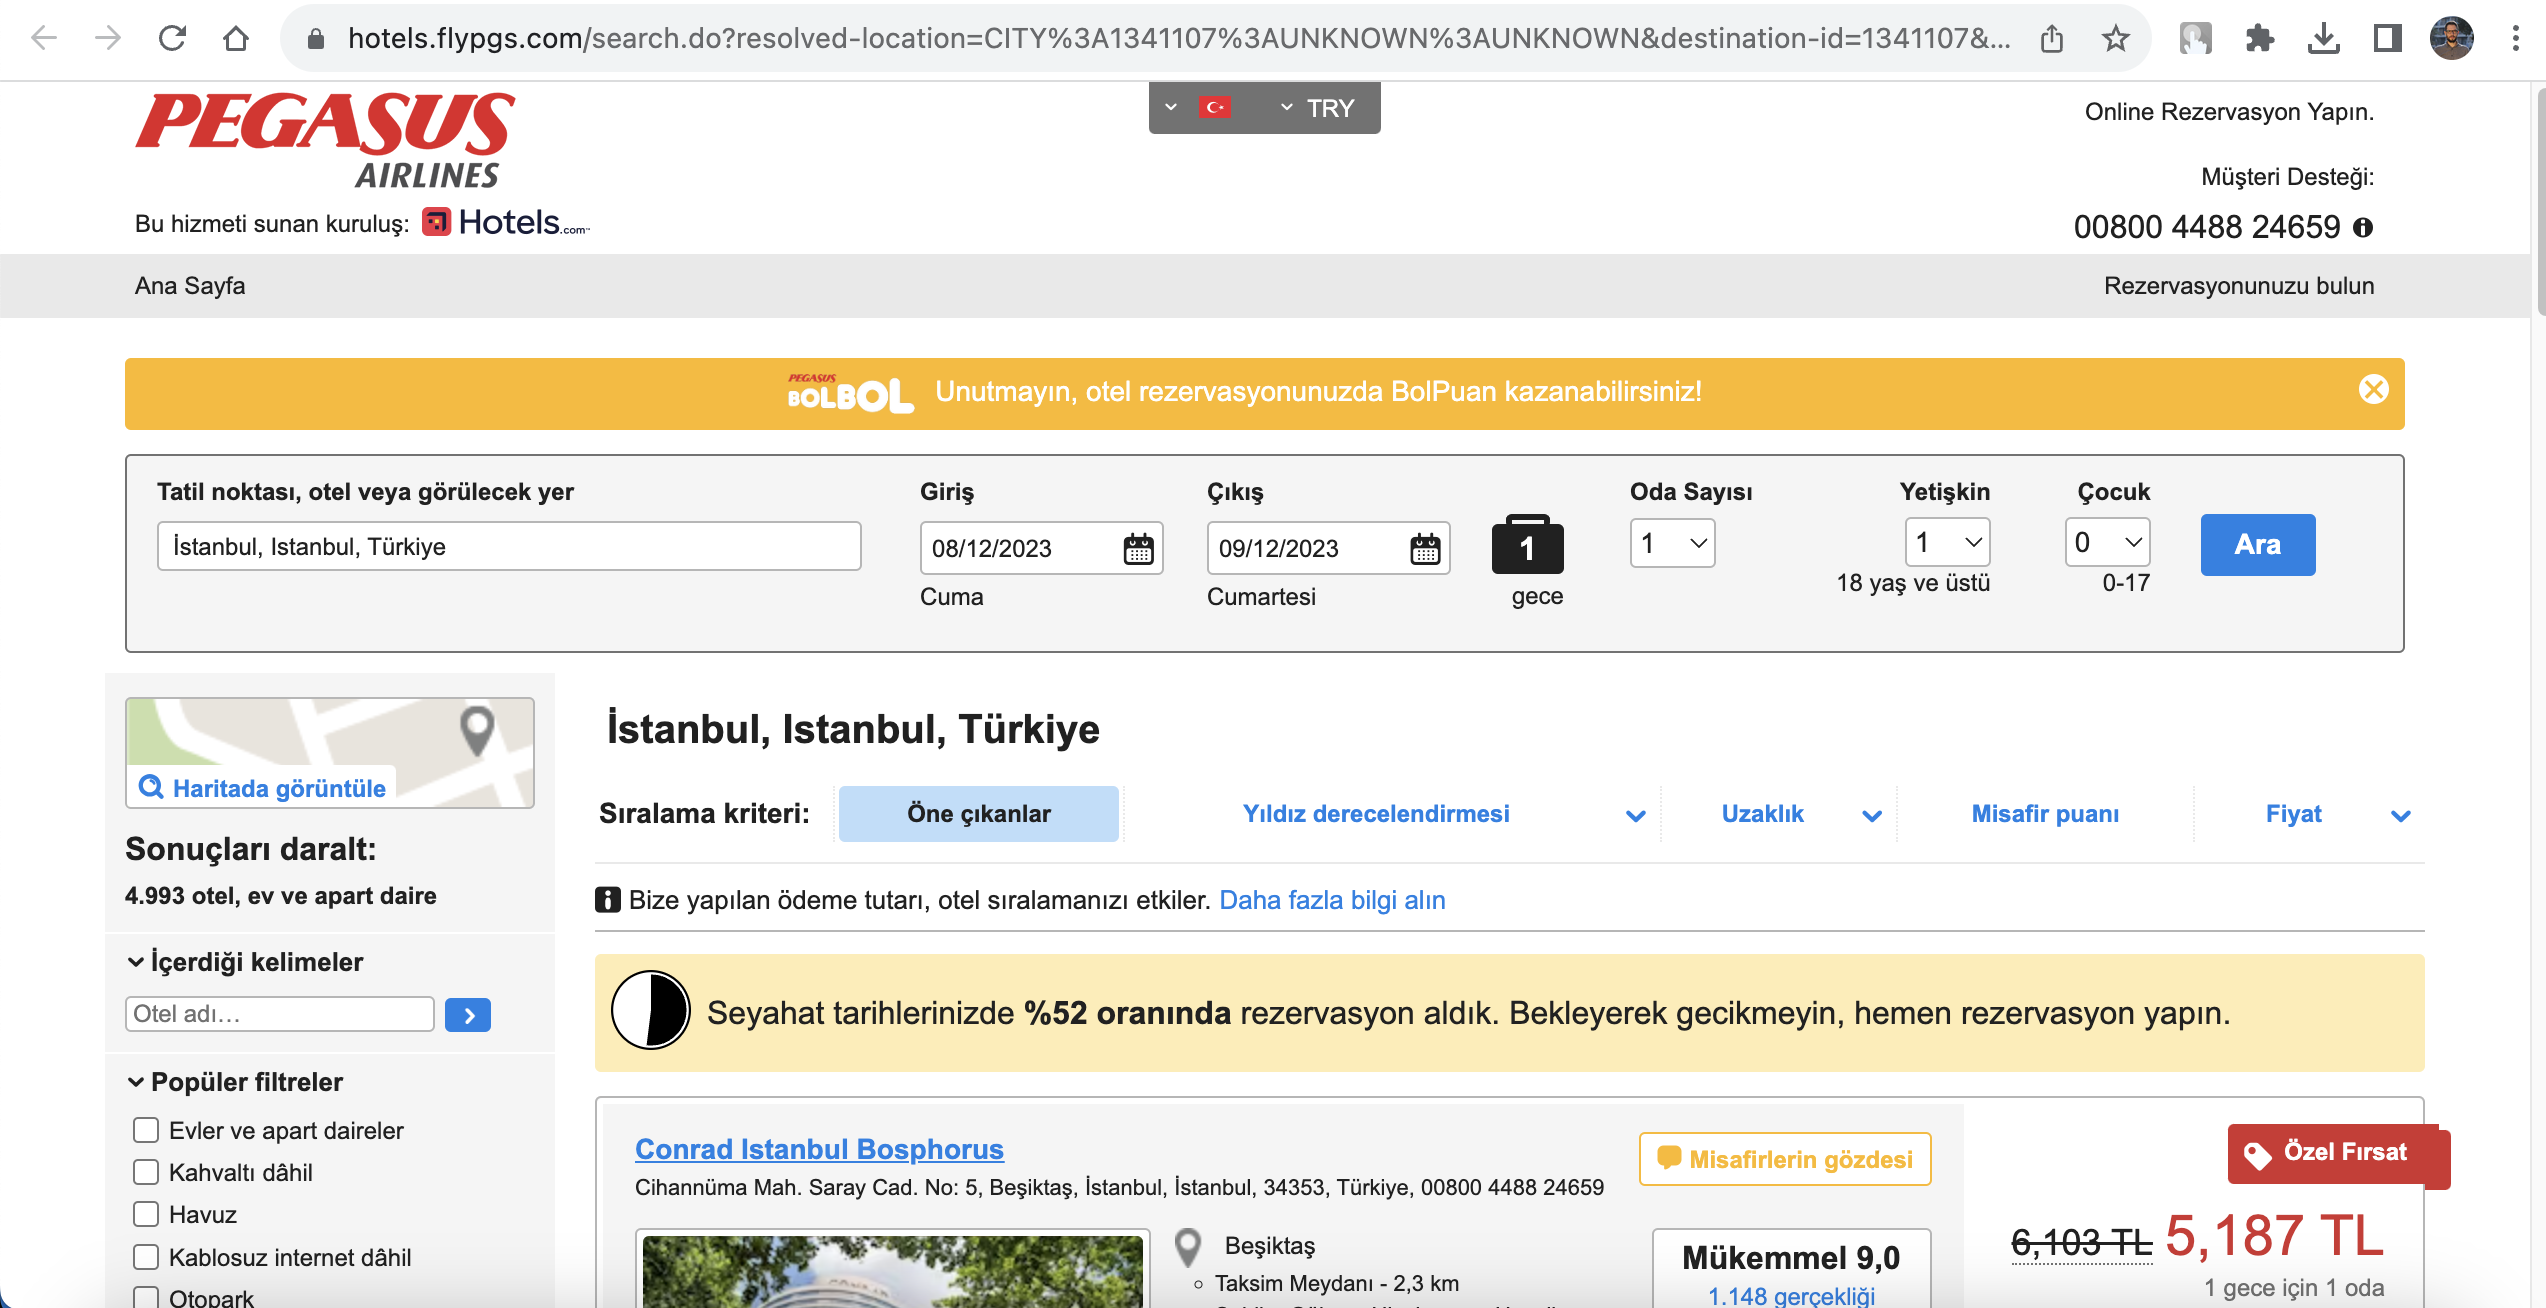 hotels.flypgs.com/search.do?resolved-location=CITY%3A1341107%3AUNKNOWN%3AUNKNOWN&destination-id=1341107&...
PEGASUS
AIRLINES
TRY
Online Rezervasyon Yapın.
Müşteri Desteği:
00800 4488 24659
Bu hizmeti sunan kuruluş: Hotels.com
Ana Sayfa
Rezervasyonunuzu bulun
PEGASUS
BOLBOL Unutmayın, otel rezervasyonunuzda BolPuan kazanabilirsiniz!
Tatil noktası, otel veya görülecek yer
İstanbul, Istanbul, Türkiye
Giriş
08/12/2023
Cuma
Çıkış
09/12/2023
Cumartesi
1
gece
Oda Sayısı
1
Yetişkin
1
18 yaş ve üstü
Çocuk
0
0-17
Ara
Haritada görüntüle
Sonuçları daralt:
4.993 otel, ev ve apart daire
İçerdiği kelimeler
Otel adı...
Popüler filtreler
Evler ve apart daireler
Kahvaltı dâhil
Havuz
Kablosuz internet dâhil
Otopark
İstanbul, Istanbul, Türkiye
Sıralama kriteri: Öne çıkanlar Yıldız derecelendirmesi Uzaklık Misafir puanı Fiyat
Bize yapılan ödeme tutarı, otel sıralamanızı etkiler. Daha fazla bilgi alın
Seyahat tarihlerinizde %52 oranında rezervasyon aldık. Bekleyerek gecikmeyin, hemen rezervasyon yapın.
Conrad Istanbul Bosphorus
Cihannüma Mah. Saray Cad. No: 5, Beşiktaş, İstanbul, İstanbul, 34353, Türkiye, 00800 4488 24659
Misafirlerin gözdesi
Beşiktaş
Taksim Meydanı - 2,3 km
Mükemmel 9,0
1.148 gerçekliği
Özel Fırsat
6,103 TL 5,187 TL
1 gece için 1 oda